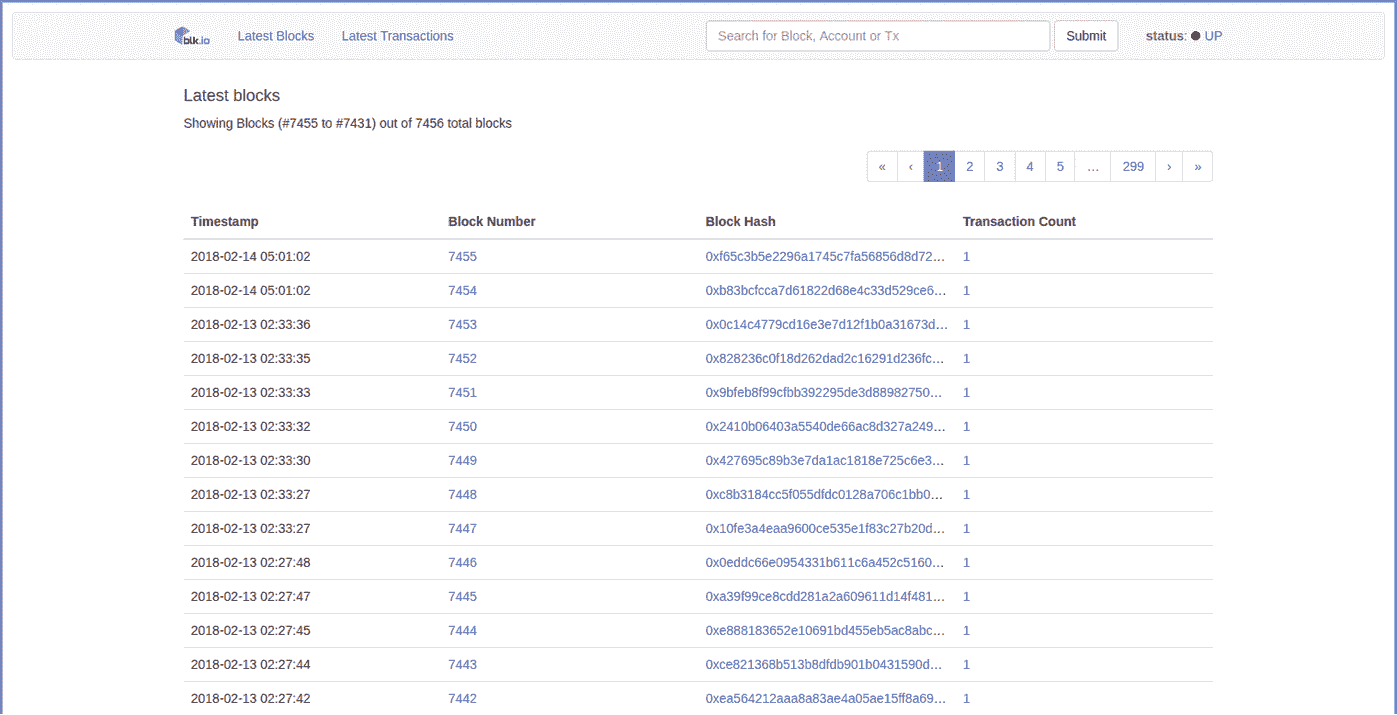 blk.io Latest Blocks Latest Transactions Search for Block, Account or Tx Submit status: UP
Latest blocks
Showing Blocks (#7455 to #7431) out of 7456 total blocks
« ‹ 1 2 3 4 5 ... 299 › »
Timestamp Block Number Block Hash Transaction Count
2018-02-14 05:01:02 7455 0xf65c3b5e2296a1745c7fa56856d8d72... 1
2018-02-14 05:01:02 7454 0xb83bcfcca7d61822d68e4c33d529ce6... 1
2018-02-13 02:33:36 7453 0x0c14c4779cd16e3e7d12f1b0a31673d... 1
2018-02-13 02:33:35 7452 0x828236c0f18d262dad2c16291d236fc... 1
2018-02-13 02:33:33 7451 0x9bfeb8f99cfbb392295de3d88982750... 1
2018-02-13 02:33:32 7450 0x2410b06403a5540de66ac8d327a249... 1
2018-02-13 02:33:30 7449 0x427695c89b3e7da1ac1818e725c6e3... 1
2018-02-13 02:33:27 7448 0xc8b3184cc5f055dfdc0128a706c1bb0... 1
2018-02-13 02:33:27 7447 0x10fe3a4eaa9600ce535e1f83c27b20d... 1
2018-02-13 02:27:48 7446 0x0eddc66e0954331b611c6a452c5160... 1
2018-02-13 02:27:47 7445 0xa39f99ce8cdd281a2a609611d14f481... 1
2018-02-13 02:27:45 7444 0xe888183652e10691bd455eb5ac8abc... 1
2018-02-13 02:27:44 7443 0xce821368b513b8dfdb901b0431590d... 1
2018-02-13 02:27:42 7442 0xea564212aaa8a83ae4a05ae15ff8a69... 1